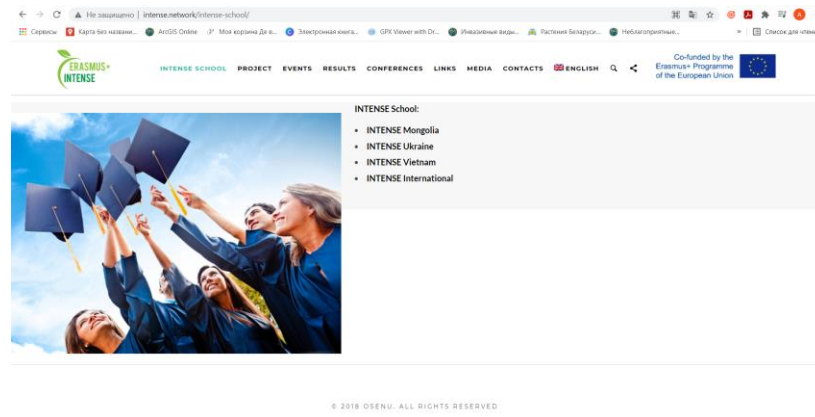 Не защищено | intense.network/intense-school/
Сервисы Карта без названи... ArcGIS Online Моя корзина Де в... Электронная книга... GPX Viewer with Dr... Инвазивные виды... Растения Беларуси... Неблагоприятные... » Список для чтения
ERASMUS+
INTENSE
INTENSE SCHOOL PROJECT EVENTS RESULTS CONFERENCES LINKS MEDIA CONTACTS ENGLISH
Co-funded by the
Erasmus+ Programme
of the European Union
INTENSE School:
• INTENSE Mongolia
• INTENSE Ukraine
• INTENSE Vietnam
• INTENSE International
© 2018 OSENU. ALL RIGHTS RESERVED